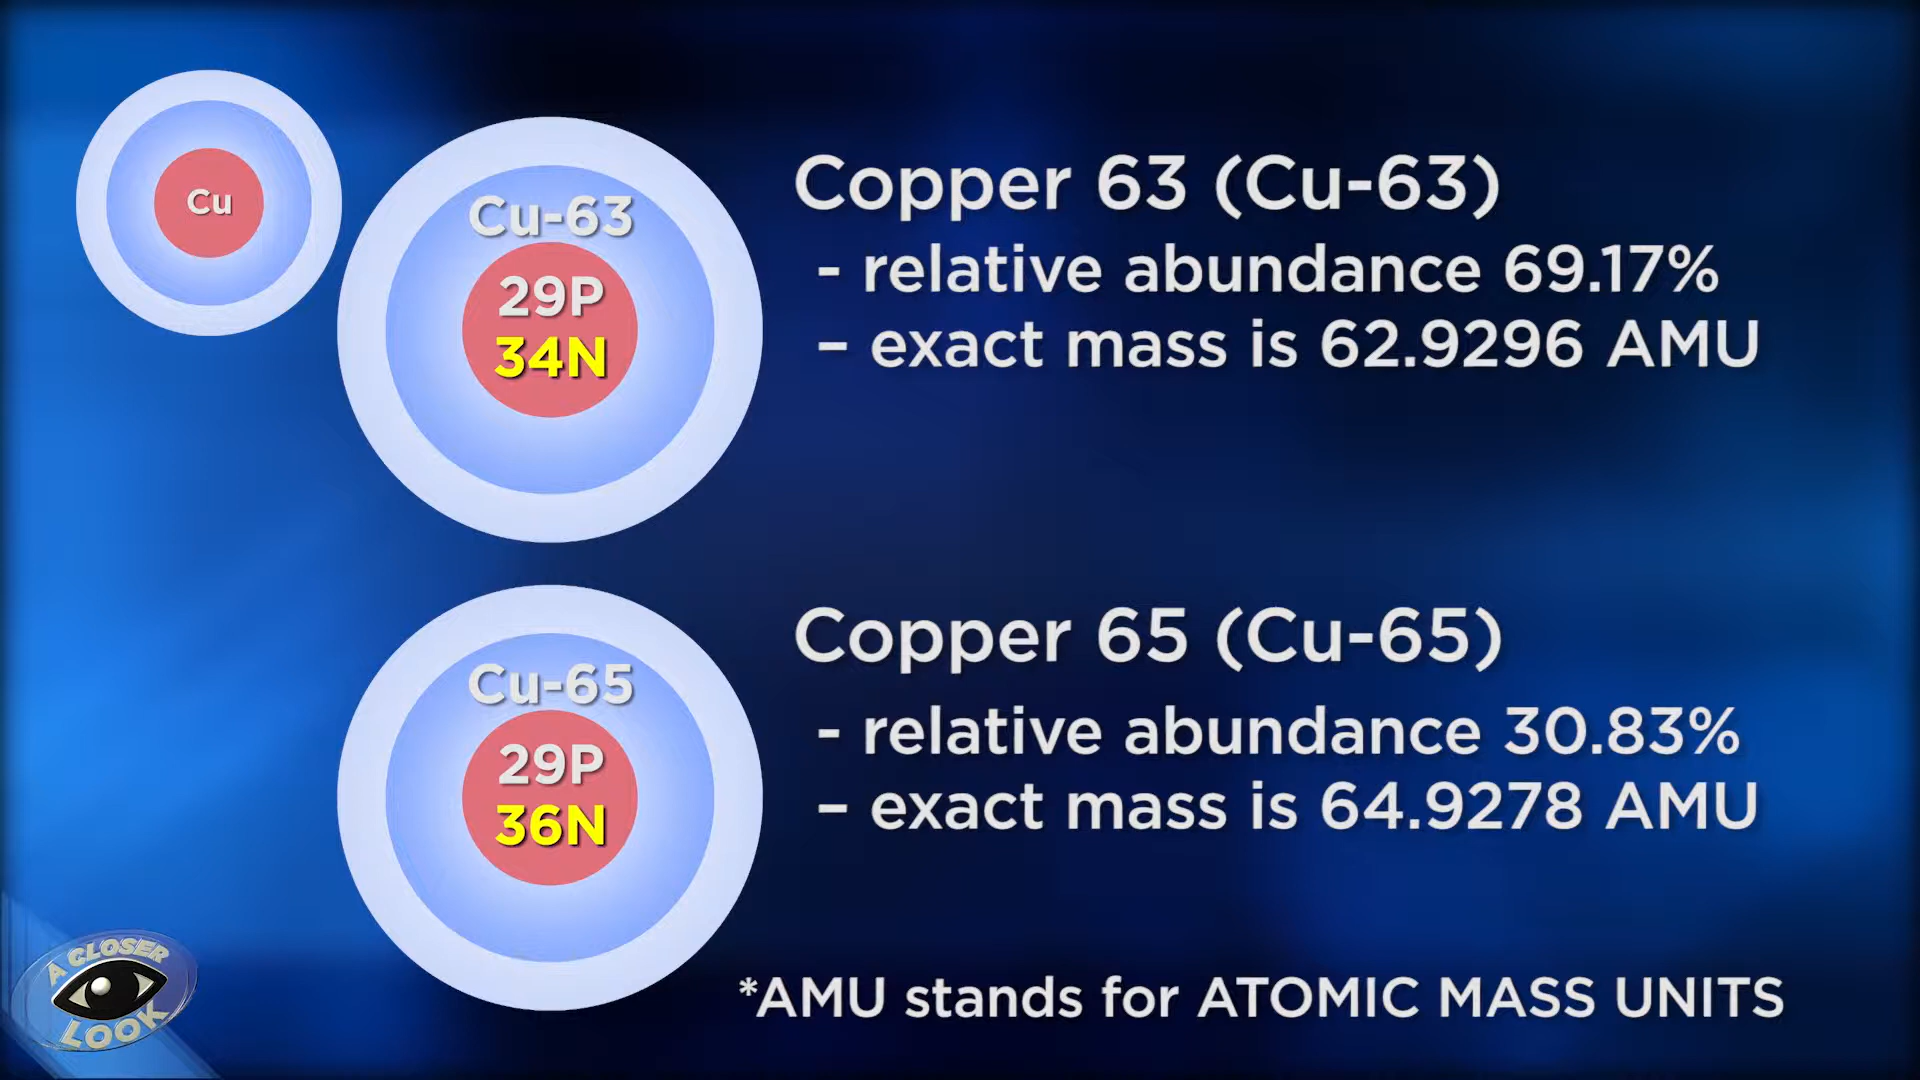 Cu
Cu-63
29P
34N
Copper 63 (Cu-63)
- relative abundance 69.17%
– exact mass is 62.9296 AMU
Cu-65
29P
36N
Copper 65 (Cu-65)
- relative abundance 30.83%
– exact mass is 64.9278 AMU
*AMU stands for ATOMIC MASS UNITS
A CLOSER
LOOK